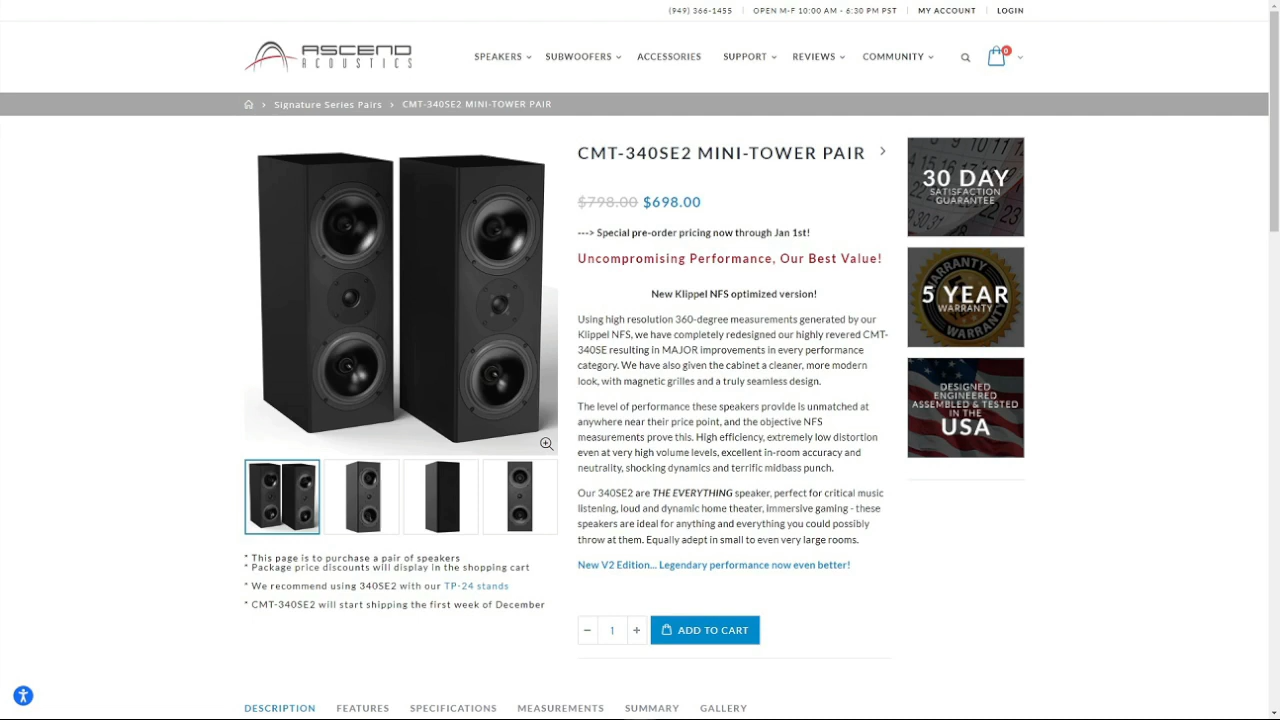 (949) 366-1455
OPEN M-F 10:00 AM - 6:30 PM PST
MY ACCOUNT
LOGIN
ASCEND
ACOUSTICS
SPEAKERS
SUBWOOFERS
ACCESSORIES
SUPPORT
REVIEWS
COMMUNITY
0
Signature Series Pairs > CMT-340SE2 MINI-TOWER PAIR
CMT-340SE2 MINI-TOWER PAIR
$798.00 $698.00
---> Special pre-order pricing now through Jan 1st!
Uncompromising Performance, Our Best Value!
New Klippel NFS optimized version!
Using high resolution 360-degree measurements generated by our
Klippel NFS, we have completely redesigned our highly revered CMT-
340SE resulting in MAJOR improvements in every performance
category. We have also given the cabinet a cleaner, more modern
look, with magnetic grilles and a truly seamless design.
The level of performance these speakers provide is unmatched at
anywhere near their price point, and the objective NFS
measurements prove this. High efficiency, extremely low distortion
even at very high volume levels, excellent in-room accuracy and
neutrality, shocking dynamics and terrific midbass punch.
Our 340SE2 are THE EVERYTHING speaker, perfect for critical music
listening, loud and dynamic home theater, immersive gaming - these
speakers are ideal for anything and everything you could possibly
throw at them. Equally adept in small to even very large rooms.
New V2 Edition... Legendary performance now even better!
- 1 +
ADD TO CART
30 DAY
SATISFACTION
GUARANTEE
WARRANTY
5 YEAR
WARRANTY
WARRANTY
DESIGNED
ENGINEERED
ASSEMBLED & TESTED
IN THE
USA
* This page is to purchase a pair of speakers
* Package price discounts will display in the shopping cart
* We recommend using 340SE2 with our TP-24 stands
* CMT-340SE2 will start shipping the first week of December
DESCRIPTION
FEATURES
SPECIFICATIONS
MEASUREMENTS
SUMMARY
GALLERY